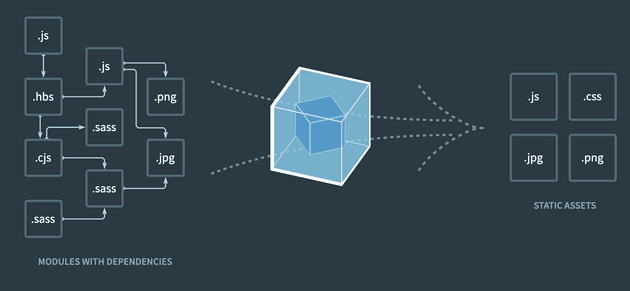 .js
.js
.hbs
.png
.sass
.cjs
.jpg
.sass
.sass
MODULES WITH DEPENDENCIES
.js
.css
.jpg
.png
STATIC ASSETS